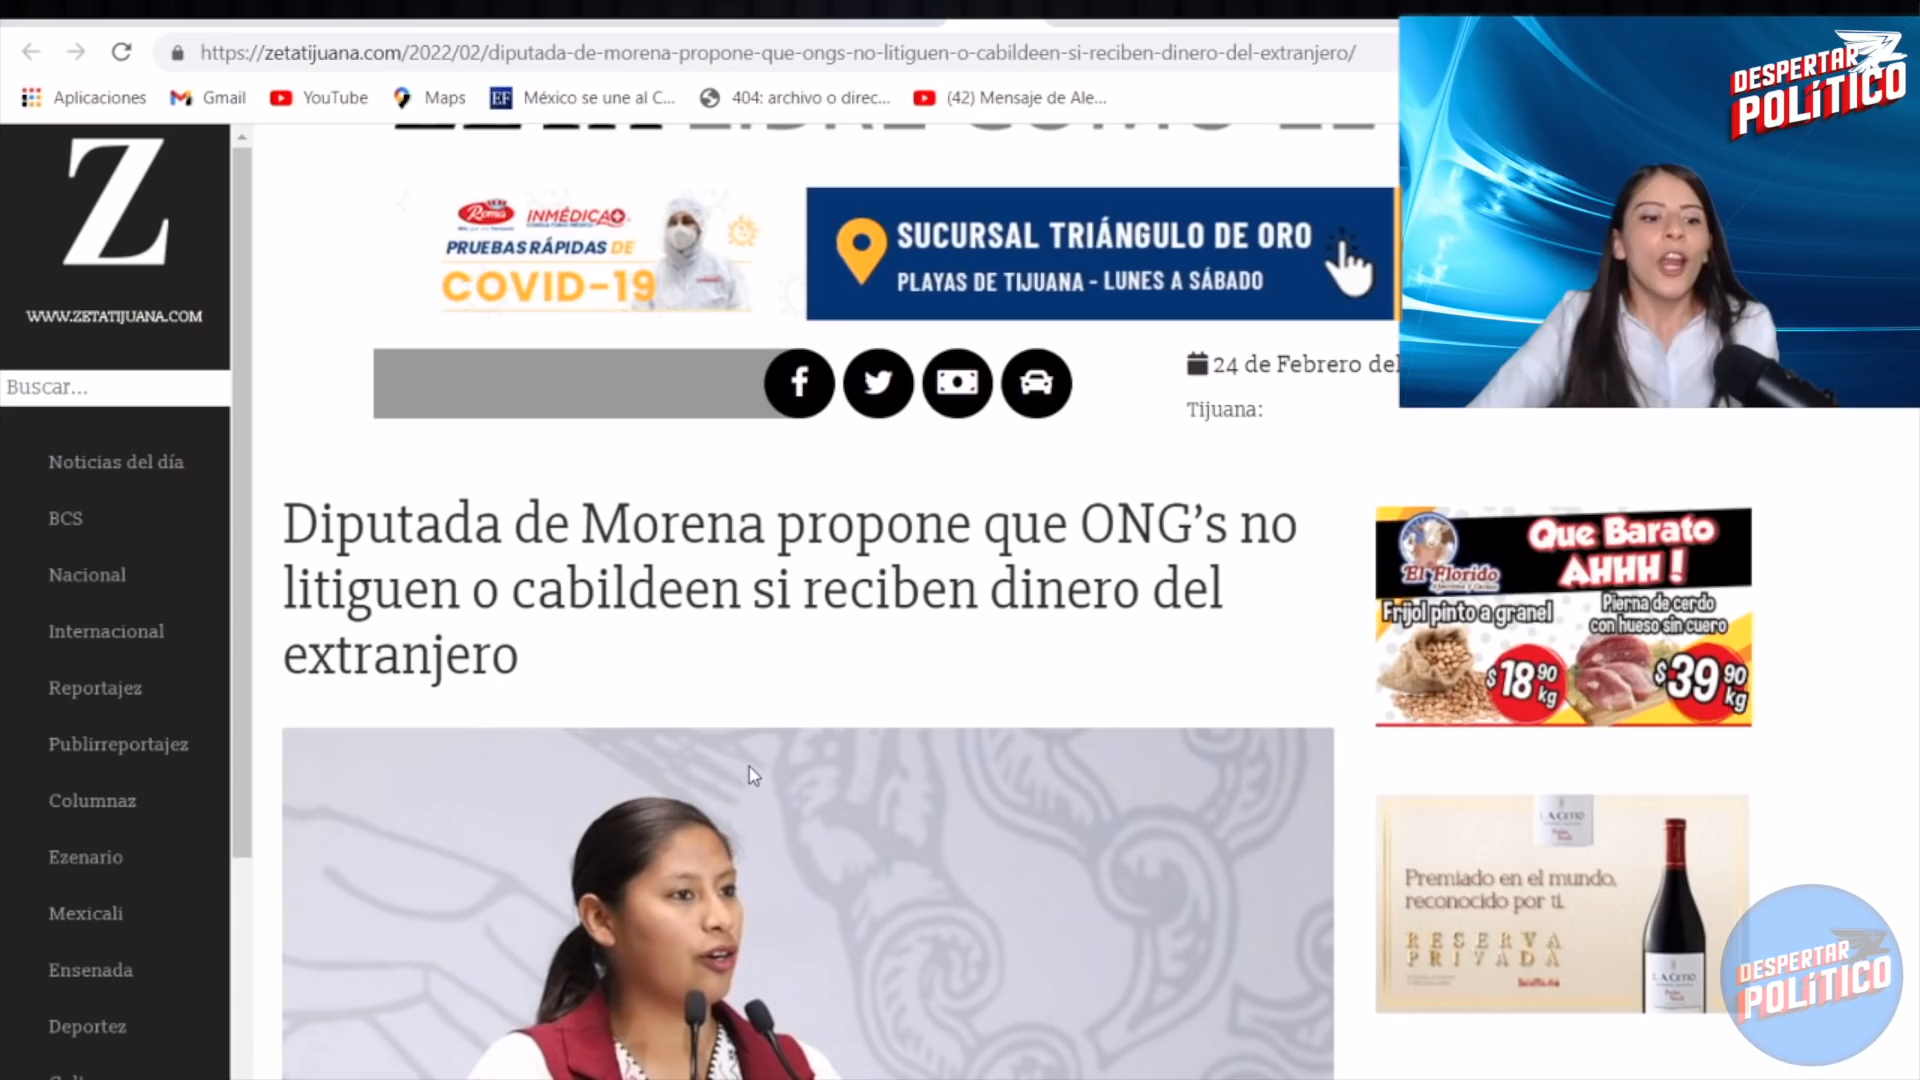 https://zetatijuana.com/2022/02/diputada-de-morena-propone-que-ongs-no-litiguen-o-cabildeen-si-reciben-dinero-del-extranjero/
Aplicaciones
Gmail
YouTube
Maps
EF
México se une al C...
404: archivo o direc...
(42) Mensaje de Ale...
DESPERTAR
POLÍTICO
Z
WWW.ZETATIJUANA.COM
Buscar...
Roma
INMÉDICA
PRUEBAS RÁPIDAS DE
COVID-19
SUCURSAL TRIÁNGULO DE ORO
PLAYAS DE TIJUANA - LUNES A SÁBADO
24 de Febrero del
Tijuana:
Noticias del día
BCS
Nacional
Internacional
Reportajez
Publirreportajez
Columnaz
Ezenario
Mexicali
Ensenada
Deportez
Diputada de Morena propone que ONG's no
litiguen o cabildeen si reciben dinero del
extranjero
El Florido
Que Barato
AHHH!
Frijol pinto a granel
$18.90 kg
Pierna de cerdo
con hueso sin cuero
$39.90 kg
L.A. CETTO
Premiado en el mundo,
reconocido por ti.
RESERVA
PRIVADA
L.A. CETTO
DESPERTAR
POLÍTICO